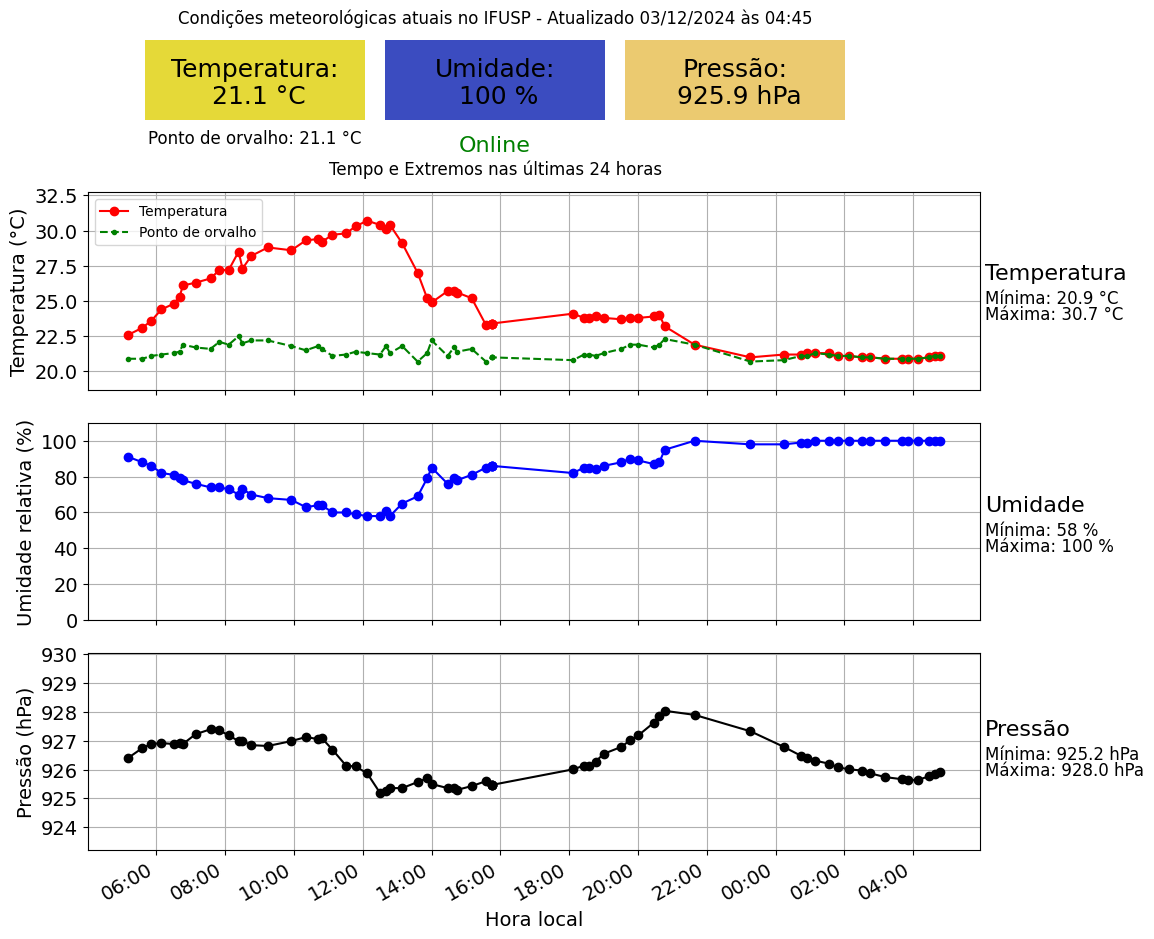 Condições meteorológicas atuais no IFUSP - Atualizado 03/12/2024 às 04:45
Temperatura:
21.1 °C
Umidade:
100 %
Pressão:
925.9 hPa
Ponto de orvalho: 21.1 °C
Online
Tempo e Extremos nas últimas 24 horas
Temperatura (°C)
32.5
30.0
27.5
25.0
22.5
20.0
Temperatura
Ponto de orvalho
Temperatura
Mínima: 20.9 °C
Máxima: 30.7 °C
Umidade relativa (%)
100
80
60
40
20
0
Umidade
Mínima: 58 %
Máxima: 100 %
Pressão (hPa)
930
929
928
927
926
925
924
Pressão
Mínima: 925.2 hPa
Máxima: 928.0 hPa
06:00 08:00 10:00 12:00 14:00 16:00 18:00 20:00 22:00 00:00 02:00 04:00
Hora local